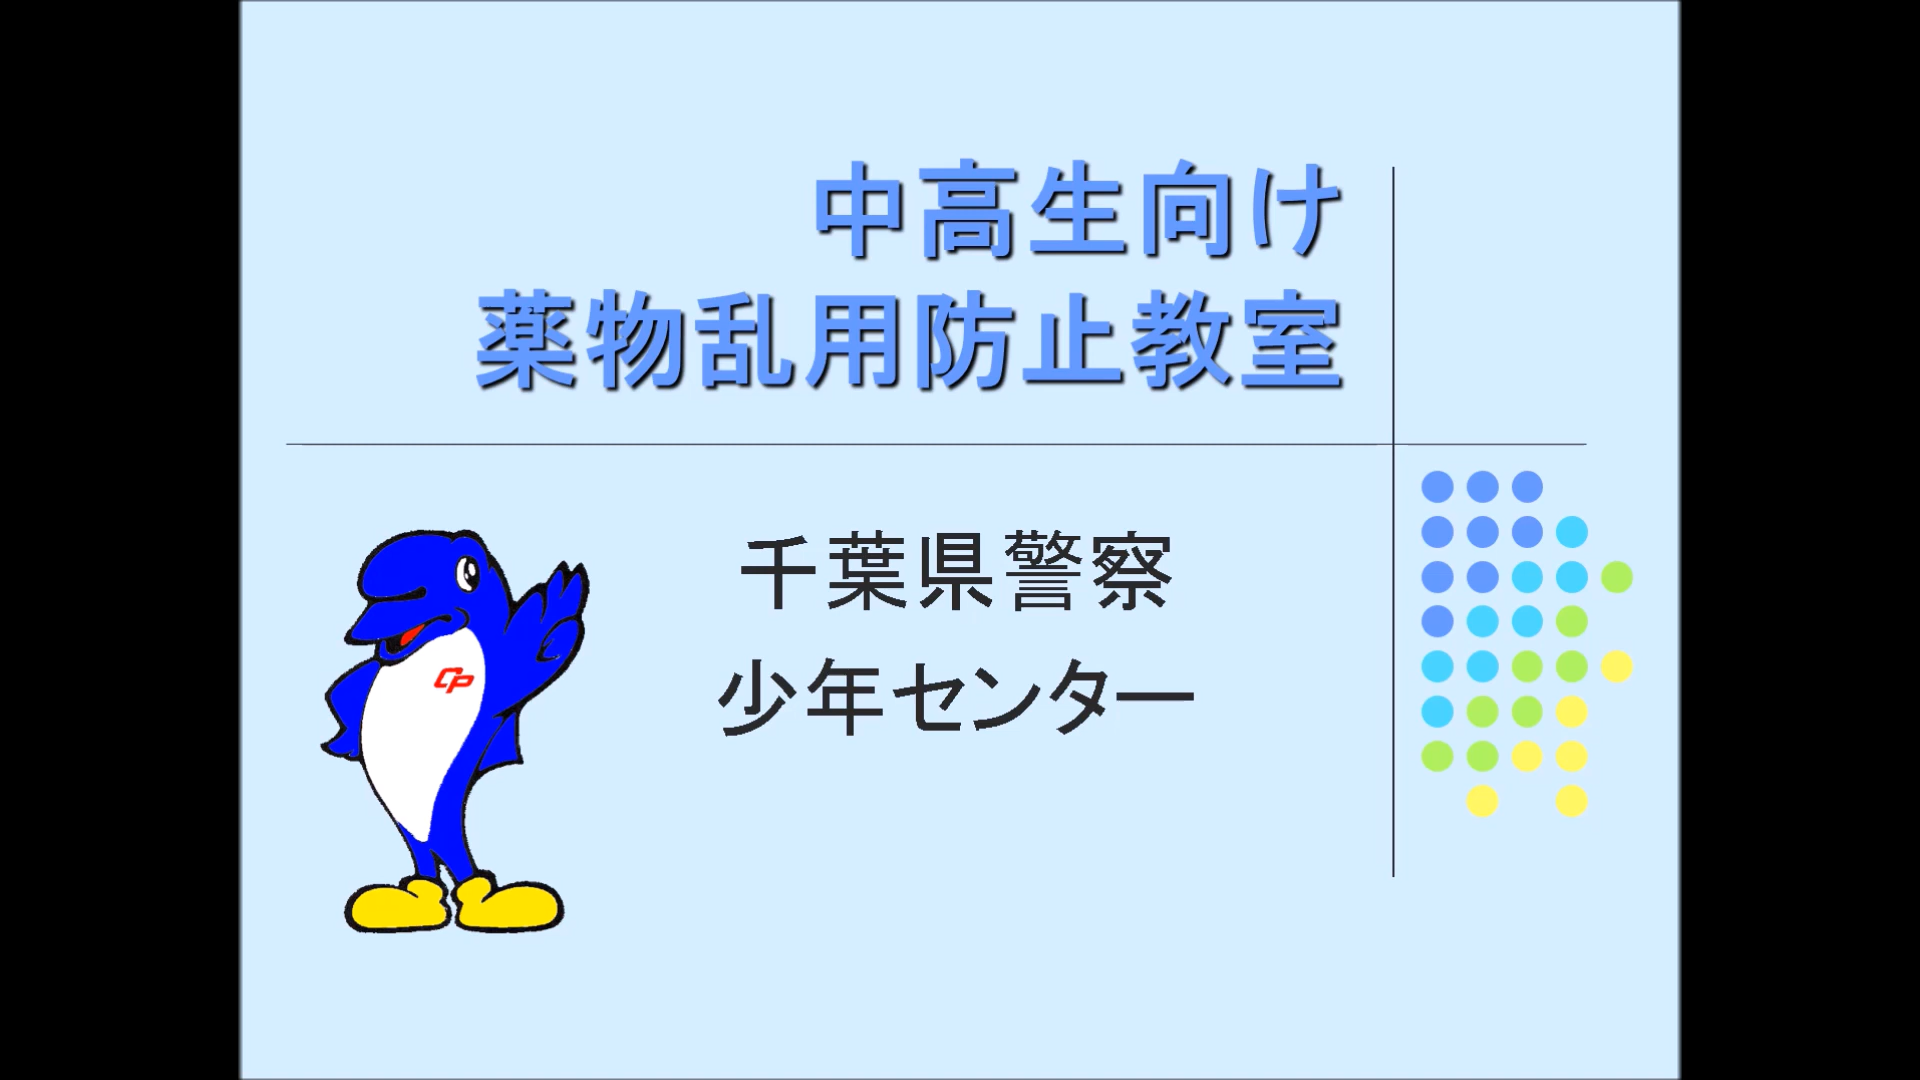 中高生向け
薬物乱用防止教室
千葉県警察
少年センター
CP